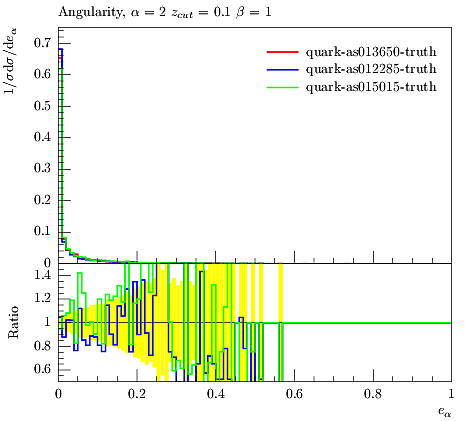 Angularity, α = 2 z_cut = 0.1 β = 1
1/σ dσ/de_α
0.7
0.6
0.5
0.4
0.3
0.2
0.1
0
quark-as013650-truth
quark-as012285-truth
quark-as015015-truth
Ratio
1.4
1.2
1
0.8
0.6
0 0.2 0.4 0.6 0.8 1
e_α